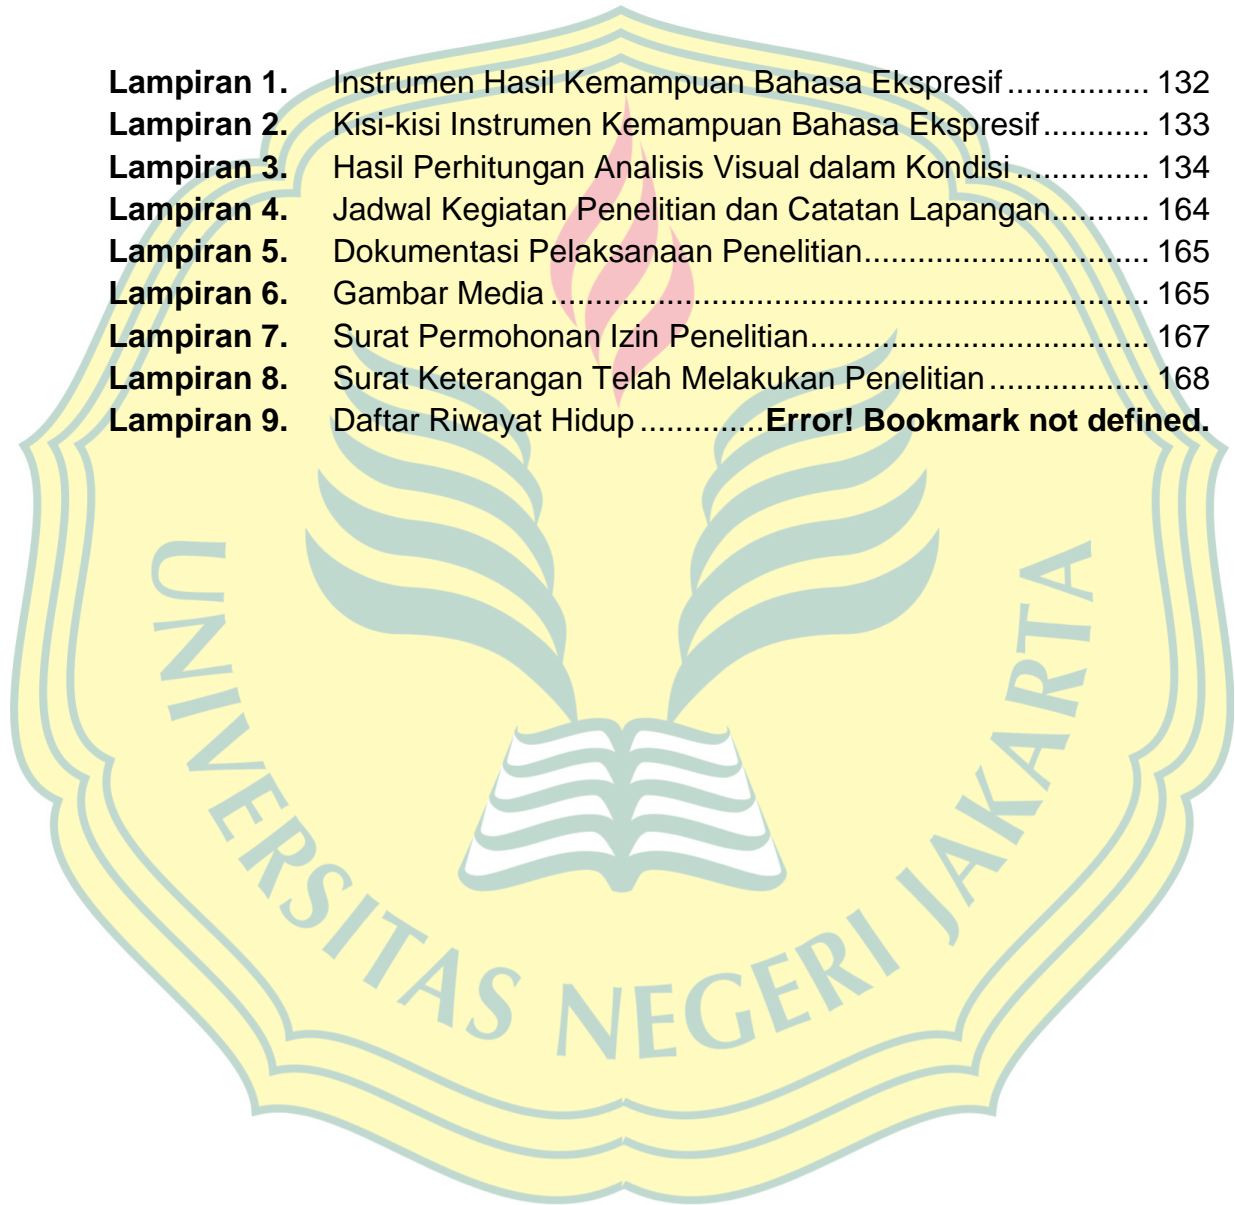 Lampiran 1. Instrumen Hasil Kemampuan Bahasa Ekspresif ................ 132
Lampiran 2. Kisi-kisi Instrumen Kemampuan Bahasa Ekspresif ............ 133
Lampiran 3. Hasil Perhitungan Analisis Visual dalam Kondisi ............... 134
Lampiran 4. Jadwal Kegiatan Penelitian dan Catatan Lapangan........... 164
Lampiran 5. Dokumentasi Pelaksanaan Penelitian................................ 165
Lampiran 6. Gambar Media .................................................................... 165
Lampiran 7. Surat Permohonan Izin Penelitian...................................... 167
Lampiran 8. Surat Keterangan Telah Melakukan Penelitian .................. 168
Lampiran 9. Daftar Riwayat Hidup ..............Error! Bookmark not defined.
UNIVERSITAS NEGERI JAKARTA